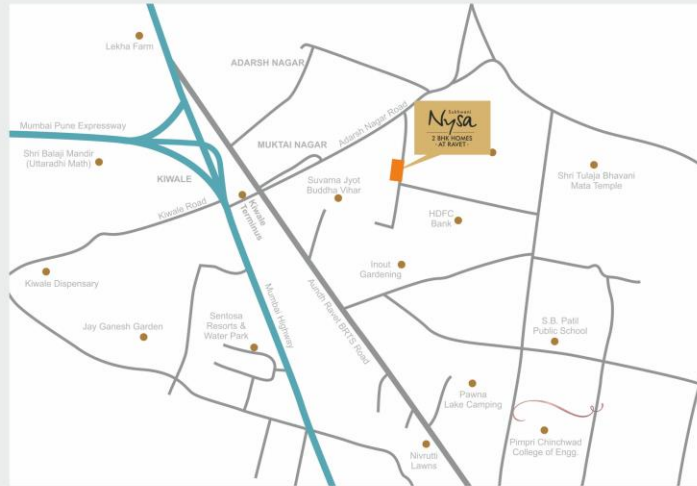 Lekha Farm
ADARSH NAGAR
Mumbai Pune Expressway
Adarsh Nagar Road
Sukhwani
Nysa
2 BHK HOMES
- AT RAVET -
Shri Balaji Mandir
(Uttaradhi Math)
MUKTAI NAGAR
KIWALE
Suvarna Jyot
Buddha Vihar
Shri Tulaja Bhavani
Mata Temple
Kiwale Road
Kiwale
Terminus
HDFC
Bank
Inout
Gardening
Kiwale Dispensary
Mumbai Highway
Aundh Ravet BRTS Road
Jay Ganesh Garden
Sentosa
Resorts &
Water Park
S.B. Patil
Public School
Pawna
Lake Camping
Pimpri Chinchwad
College of Engg.
Nivrutti
Lawns